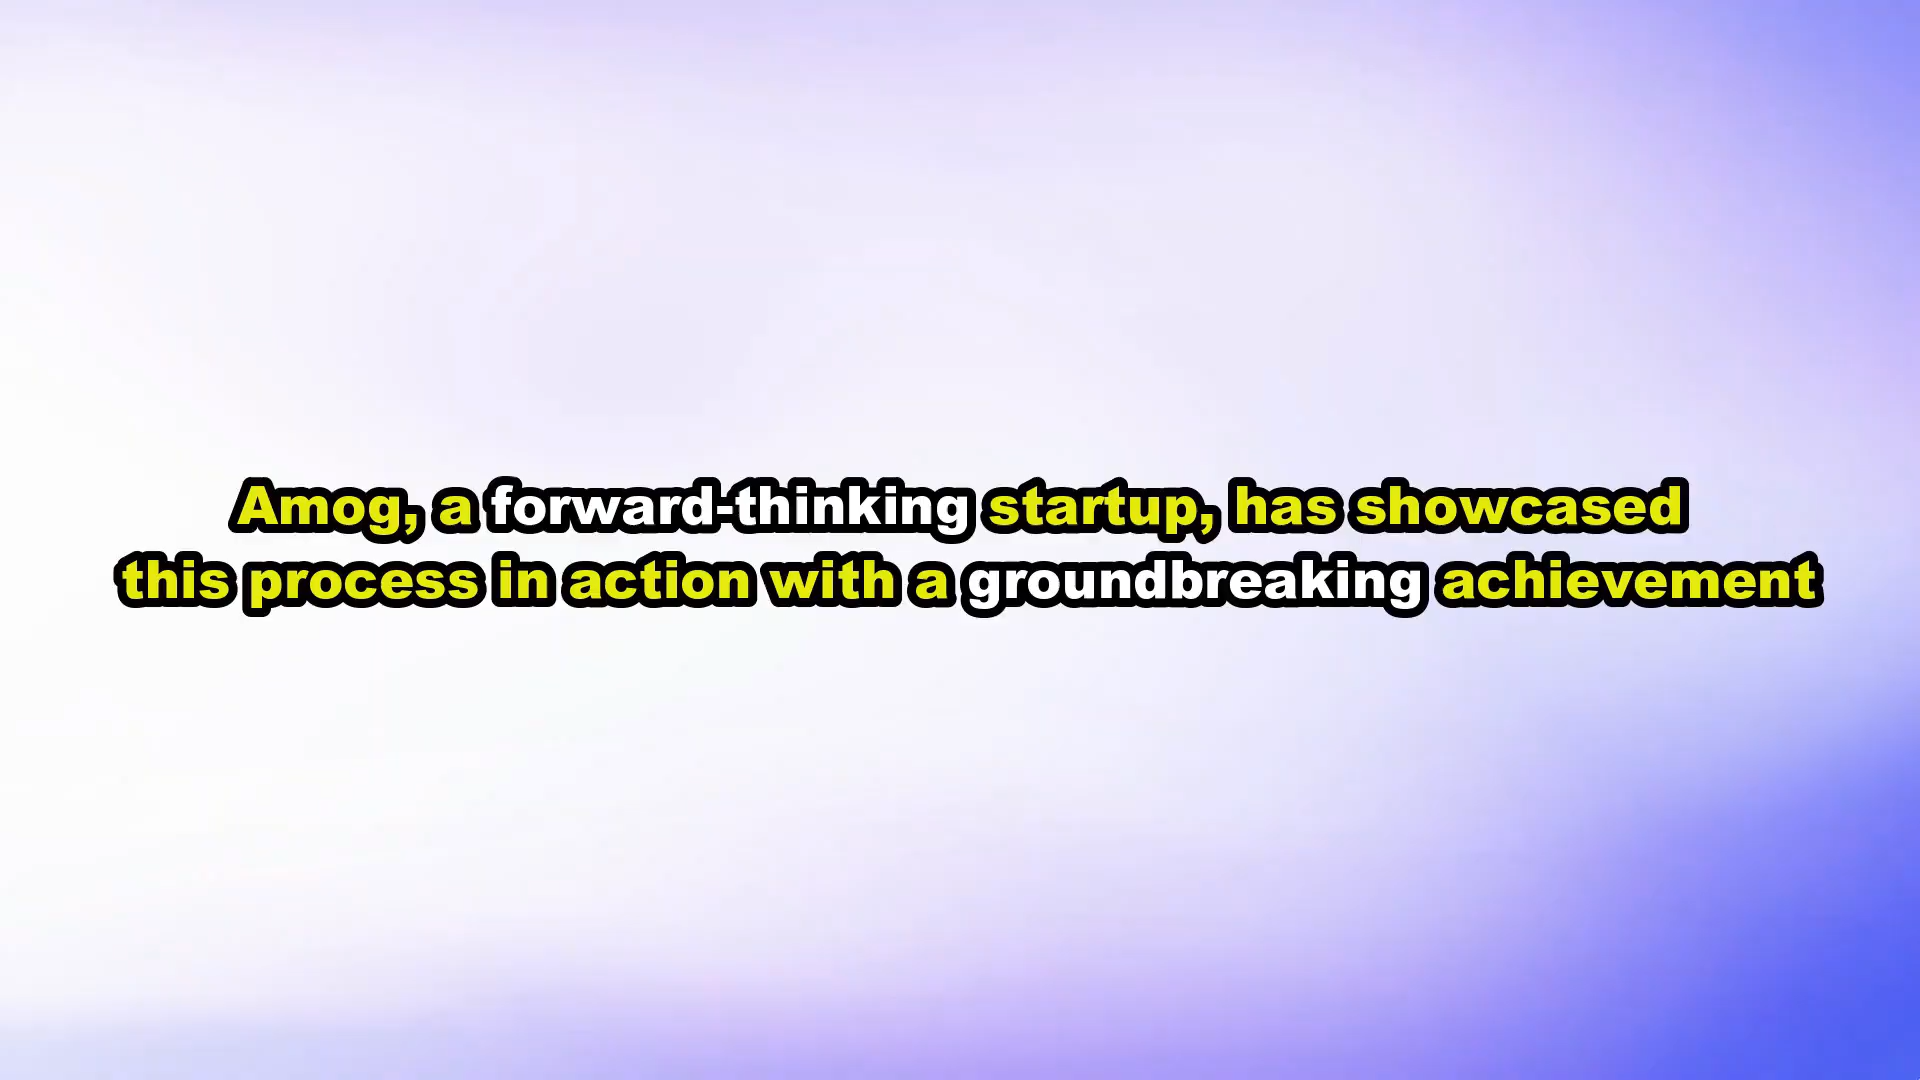 Amog, a forward-thinking startup, has showcased
this process in action with a groundbreaking achievement